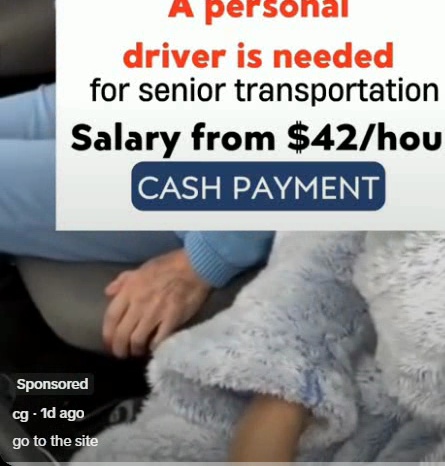 A personal
driver is needed
for senior transportation
Salary from $42/hou
CASH PAYMENT
Sponsored
cg · 1d ago
go to the site